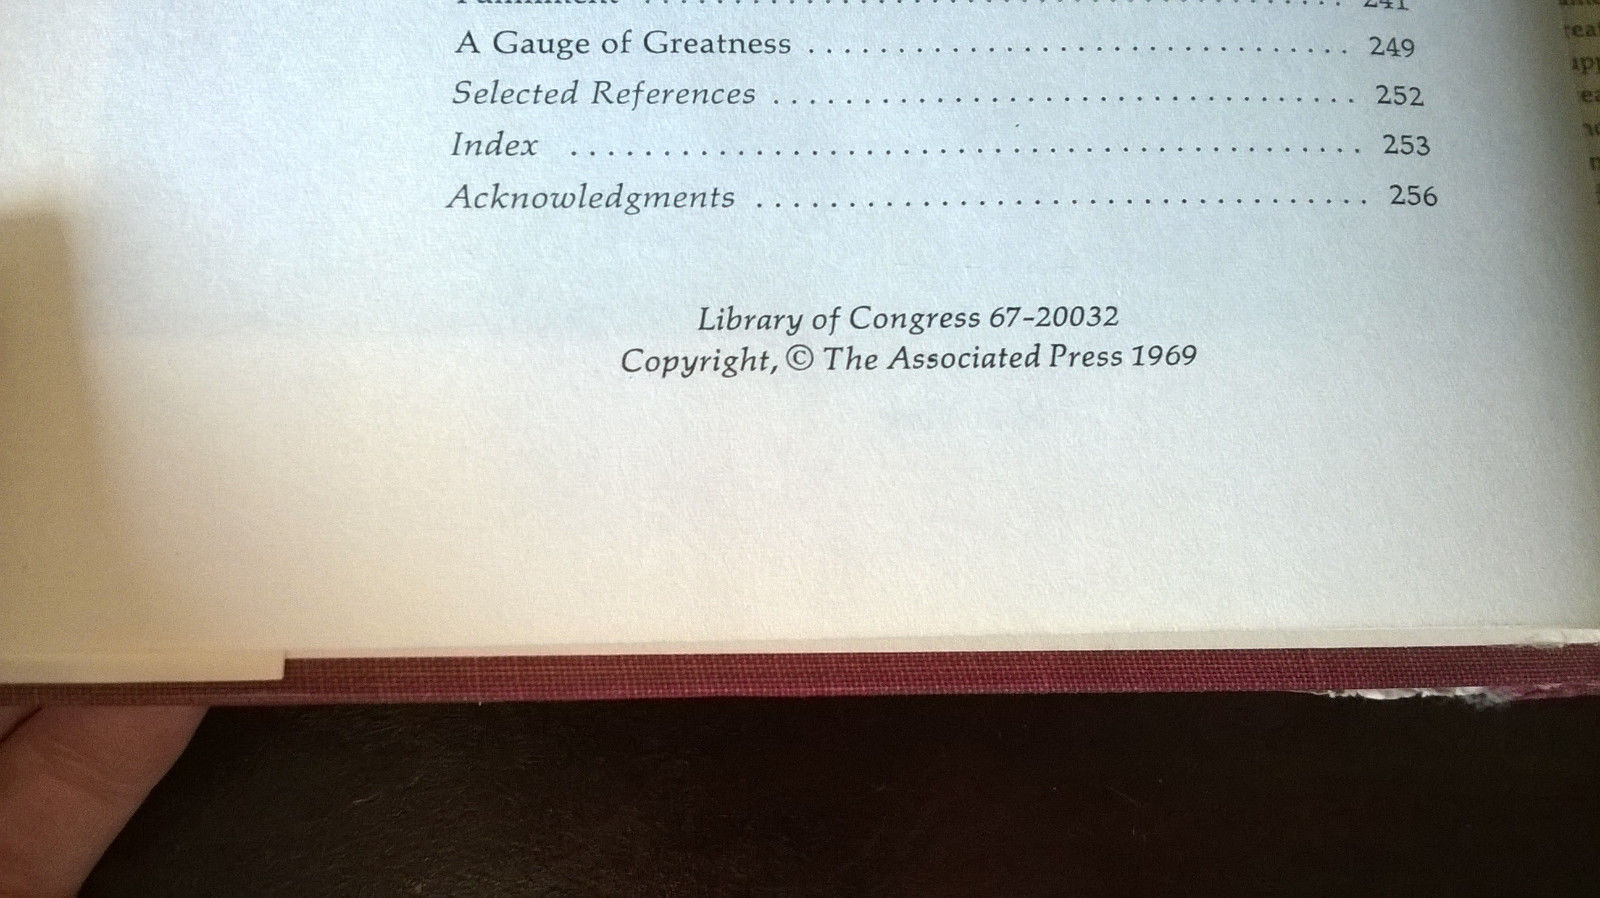 241
A Gauge of Greatness ........................................ 249
Selected References ........................................ 252
Index ........................................ 253
Acknowledgments ........................................ 256
Library of Congress 67-20032
Copyright, © The Associated Press 1969